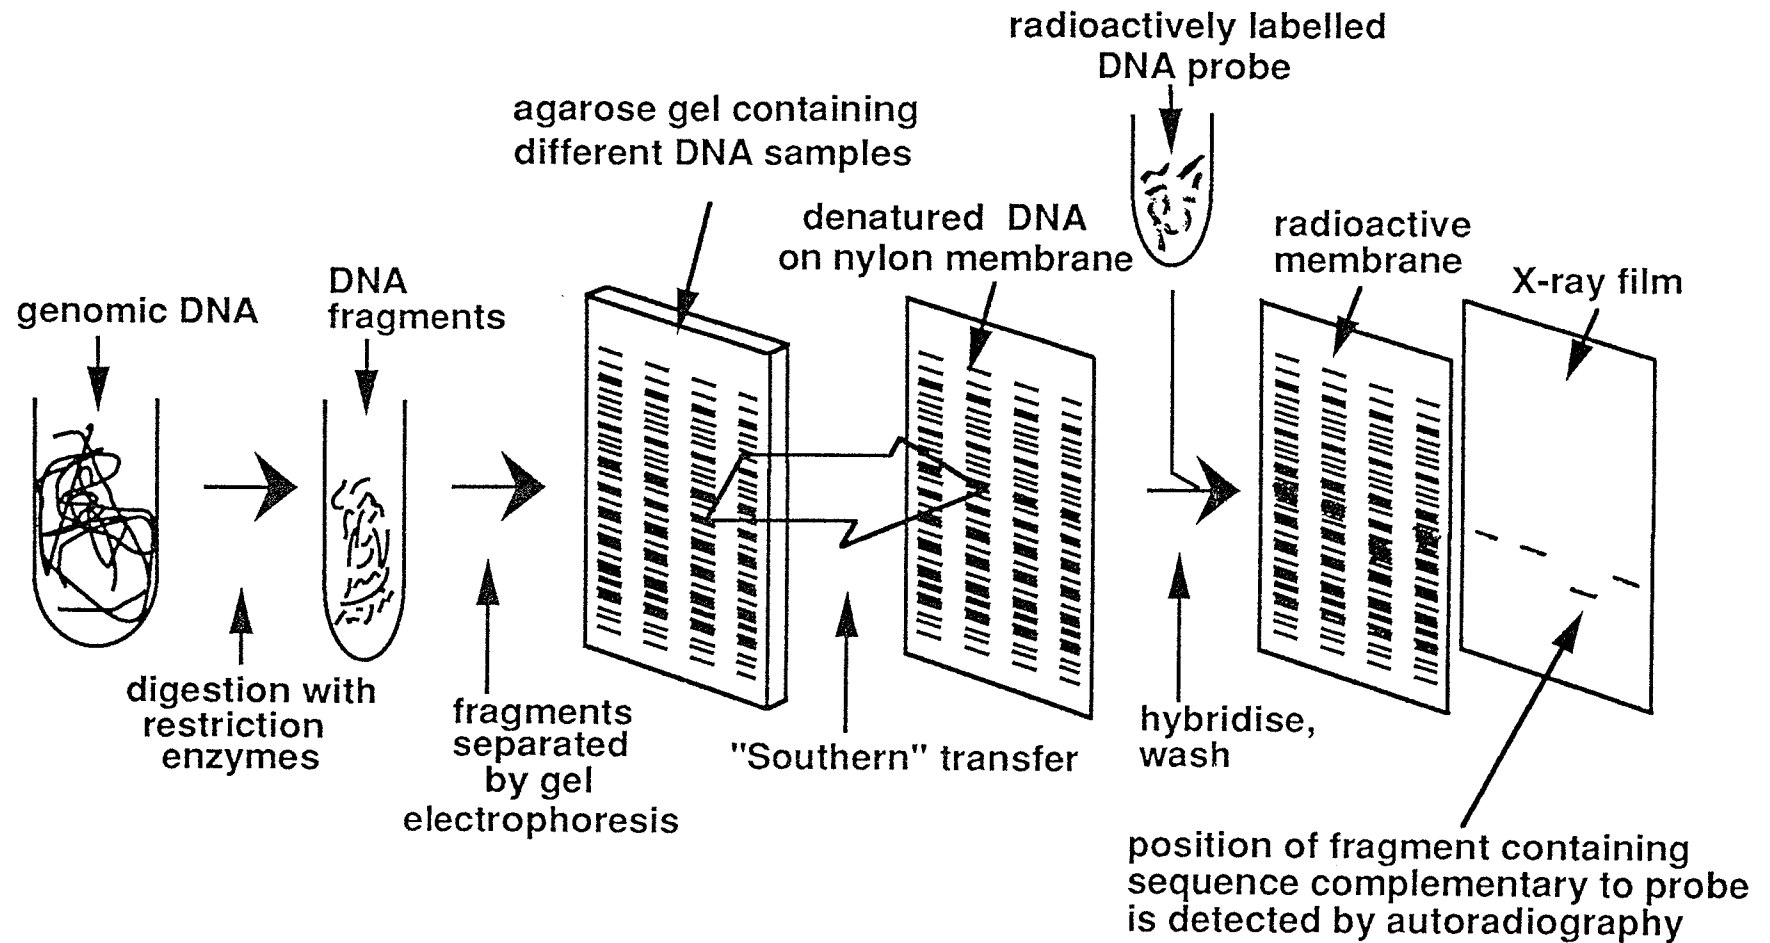 radioactively labelled
DNA probe
agarose gel containing
different DNA samples
denatured DNA
on nylon membrane
radioactive
membrane
X-ray film
DNA
fragments
genomic DNA
digestion with
restriction
enzymes
fragments
separated
by gel
electrophoresis
"Southern" transfer
hybridise,
wash
position of fragment containing
sequence complementary to probe
is detected by autoradiography